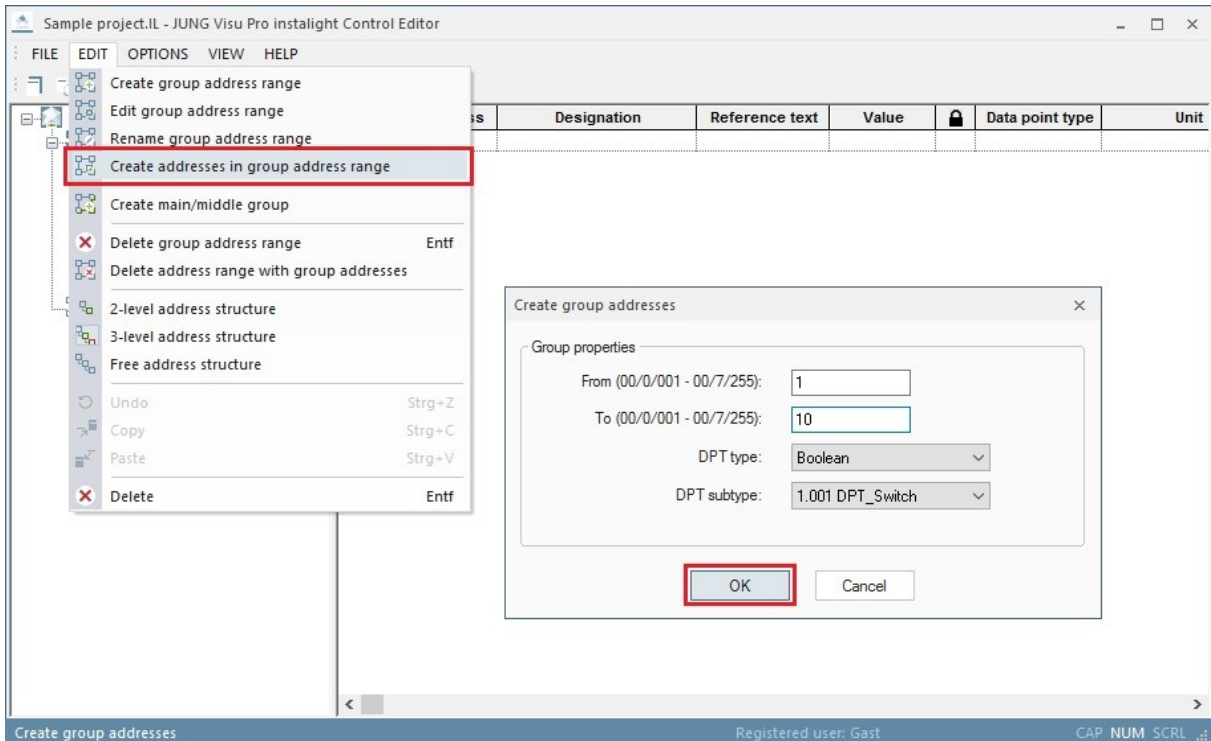 Sample project.IL - JUNG Visu Pro instalight Control Editor
FILE EDIT OPTIONS VIEW HELP
Create group address range
Edit group address range
Rename group address range
Create addresses in group address range
Create main/middle group
Delete group address range Entf
Delete address range with group addresses
2-level address structure
3-level address structure
Free address structure
Undo Strg+Z
Copy Strg+C
Paste Strg+V
Delete Entf
ss Designation Reference text Value Data point type Unit
Create group addresses
Group properties
From (00/0/001 - 00/7/255): 1
To (00/0/001 - 00/7/255): 10
DPT type: Boolean
DPT subtype: 1.001 DPT_Switch
OK Cancel
Create group addresses Registered user: Gast CAP NUM SCRL